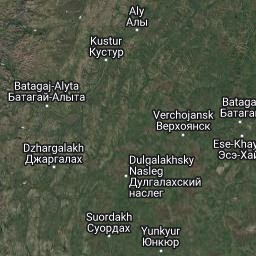 Aly
Алы
Kustur
Кустур
Batagaj-Alyta
Батагай-Алыта
Verchojansk
Верхоянск
Bataga
Батага
Ese-Khay
Эсэ-Хай
Dzhargalakh
Джаргалах
Dulgalakhsky
Nasleg
Дулгалахский
наслег
Suordakh
Суордах
Yunkyur
Юнкюр